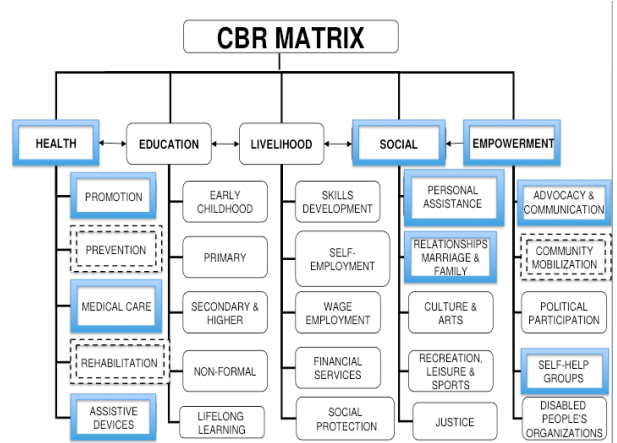 CBR MATRIX
HEALTH
EDUCATION
LIVELIHOOD
SOCIAL
EMPOWERMENT
PROMOTION
EARLY
CHILDHOOD
SKILLS
DEVELOPMENT
PERSONAL
ASSISTANCE
ADVOCACY &
COMMUNICATION
PREVENTION
PRIMARY
SELF-
EMPLOYMENT
RELATIONSHIPS
MARRIAGE &
FAMILY
COMMUNITY
MOBILIZATION
MEDICAL CARE
SECONDARY &
HIGHER
WAGE
EMPLOYMENT
CULTURE &
ARTS
POLITICAL
PARTICIPATION
REHABILITATION
NON-FORMAL
FINANCIAL
SERVICES
RECREATION,
LEISURE &
SPORTS
SELF-HELP
GROUPS
ASSISTIVE
DEVICES
LIFELONG
LEARNING
SOCIAL
PROTECTION
JUSTICE
DISABLED
PEOPLE'S
ORGANIZATIONS